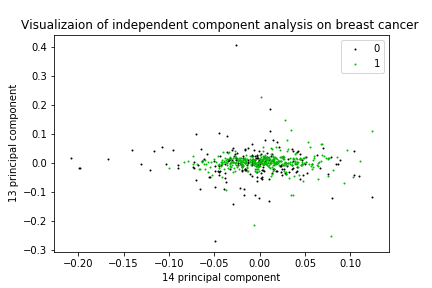 Visualizaion of independent component analysis on breast cancer
0
1
0.4
0.3
0.2
0.1
0.0
−0.1
−0.2
−0.3
13 principal component
−0.20 −0.15 −0.10 −0.05 0.00 0.05 0.10
14 principal component